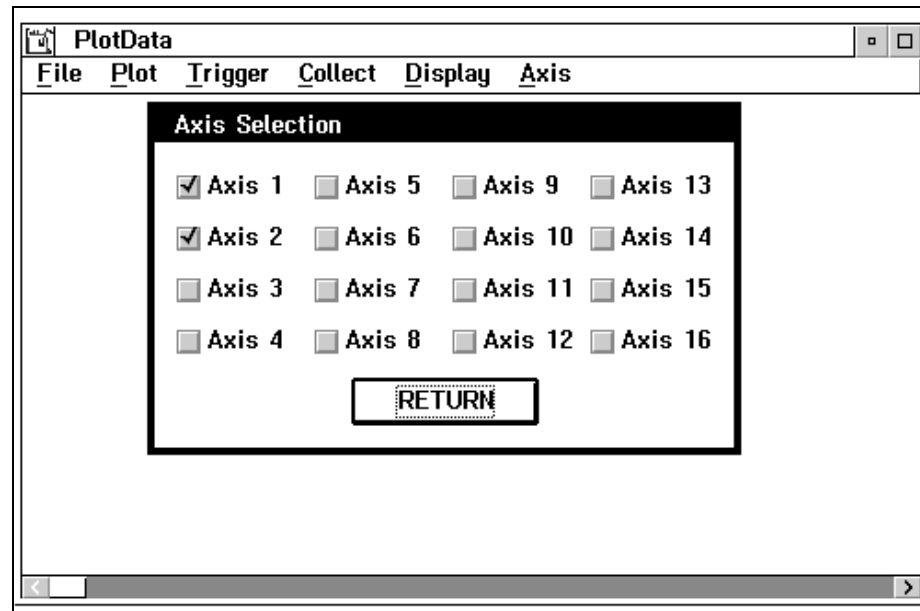 PlotData
File Plot Trigger Collect Display Axis
Axis Selection
Axis 1 Axis 5 Axis 9 Axis 13
Axis 2 Axis 6 Axis 10 Axis 14
Axis 3 Axis 7 Axis 11 Axis 15
Axis 4 Axis 8 Axis 12 Axis 16
RETURN